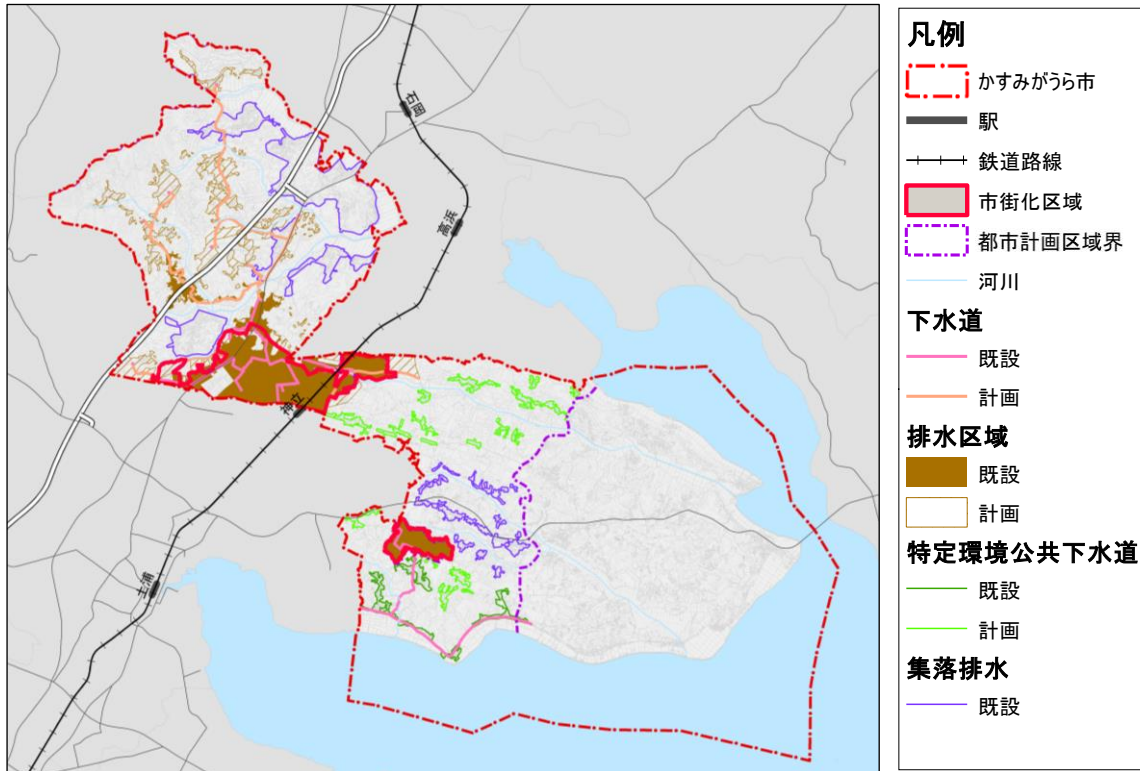 石岡
高浜
神立
土浦
凡例
かすみがうら市
駅
鉄道路線
市街化区域
都市計画区域界
河川
下水道
既設
計画
排水区域
既設
計画
特定環境公共下水道
既設
計画
集落排水
既設